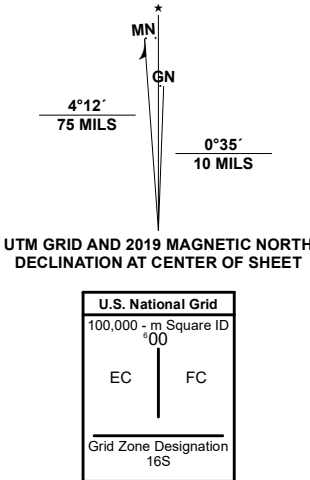 ★
MN
GN
4°12´
75 MILS
0°35´
10 MILS
UTM GRID AND 2019 MAGNETIC NORTH
DECLINATION AT CENTER OF SHEET
U.S. National Grid
100,000 - m Square ID
⁶00
EC FC
Grid Zone Designation
16S